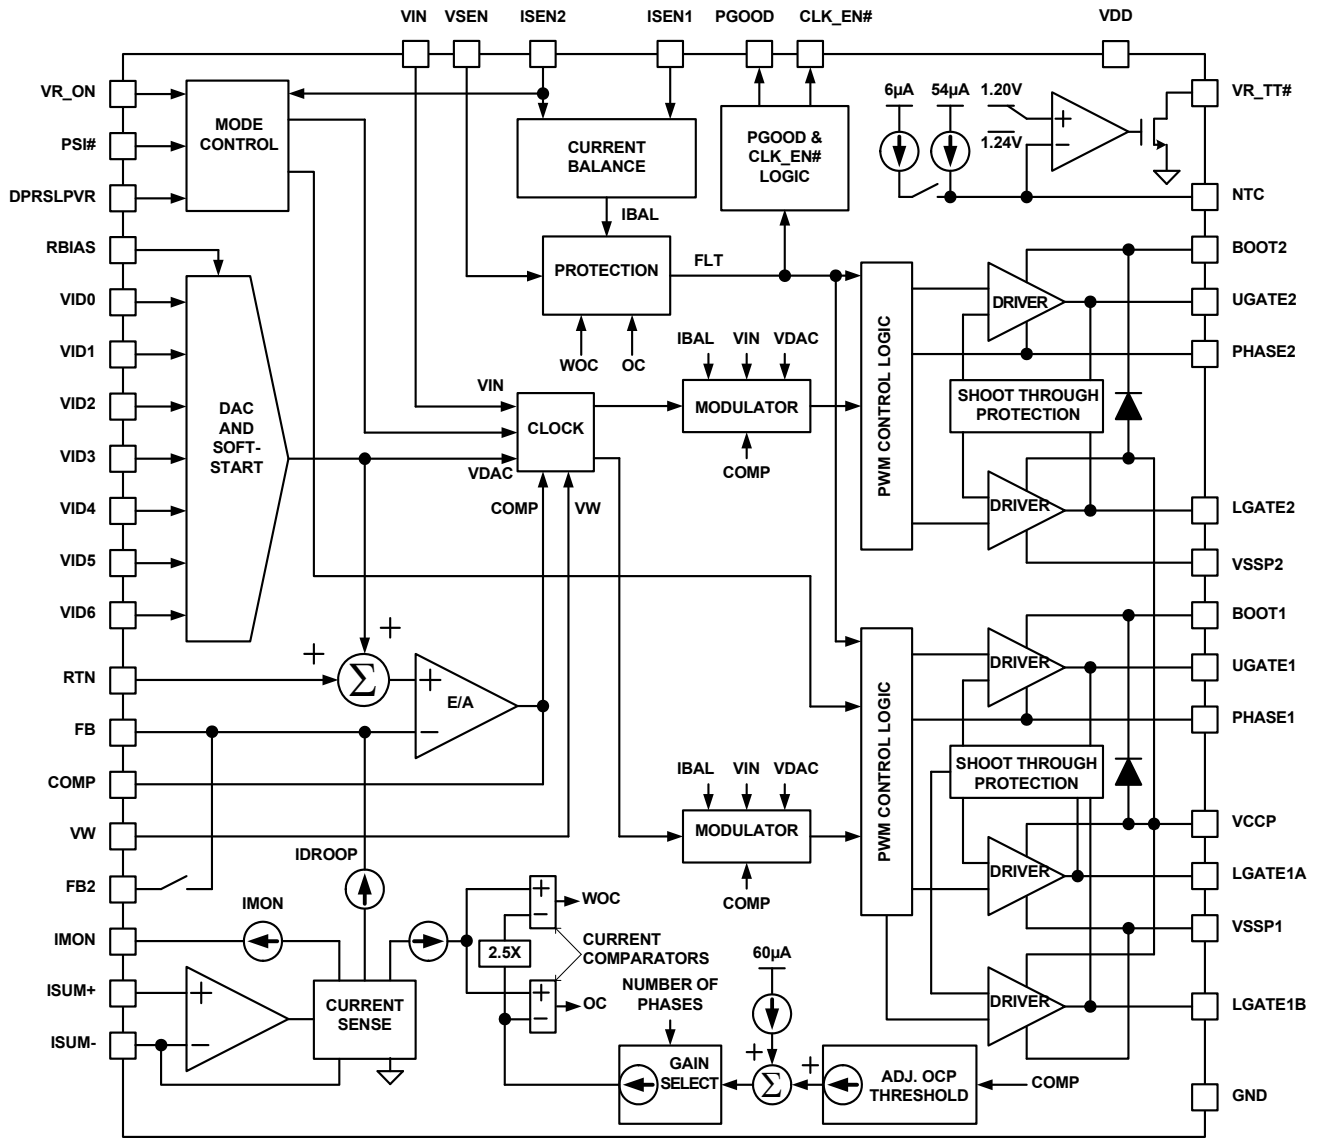 VIN
VSEN
ISEN2
ISEN1
PGOOD
CLK_EN#
VDD
VR_ON
PSI#
DPRSLPVR
RBIAS
VID0
VID1
VID2
VID3
VID4
VID5
VID6
RTN
FB
COMP
VW
FB2
IMON
ISUM+
ISUM-
MODE
CONTROL
CURRENT
BALANCE
IBAL
PGOOD &
CLK_EN#
LOGIC
6µA
54µA
1.20V
1.24V
+
−
VR_TT#
NTC
BOOT2
UGATE2
PHASE2
LGATE2
VSSP2
BOOT1
UGATE1
PHASE1
VCCP
LGATE1A
VSSP1
LGATE1B
GND
PROTECTION
FLT
WOC
OC
DAC
AND
SOFT-
START
VIN
CLOCK
VDAC
COMP
VW
IBAL
VIN
VDAC
MODULATOR
COMP
PWM CONTROL LOGIC
DRIVER
SHOOT THROUGH
PROTECTION
DRIVER
+
+
Σ
+
E/A
−
IBAL
VIN
VDAC
MODULATOR
COMP
PWM CONTROL LOGIC
DRIVER
SHOOT THROUGH
PROTECTION
DRIVER
DRIVER
IDROOP
IMON
+
−
CURRENT
SENSE
+
−
WOC
2.5X
CURRENT
COMPARATORS
+
−
OC
NUMBER OF
PHASES
GAIN
SELECT
60µA
+
Σ
+
ADJ. OCP
THRESHOLD
COMP